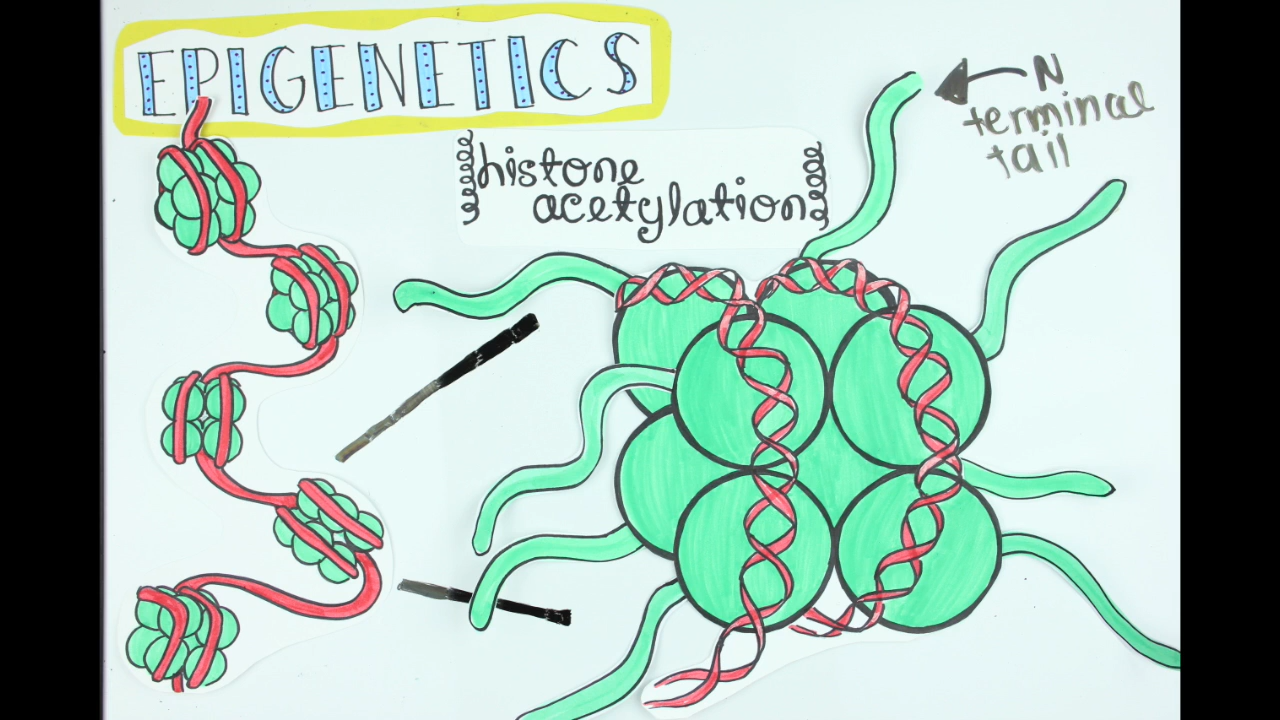 EPIGENETICS
histone
acetylation
N
terminal
tail